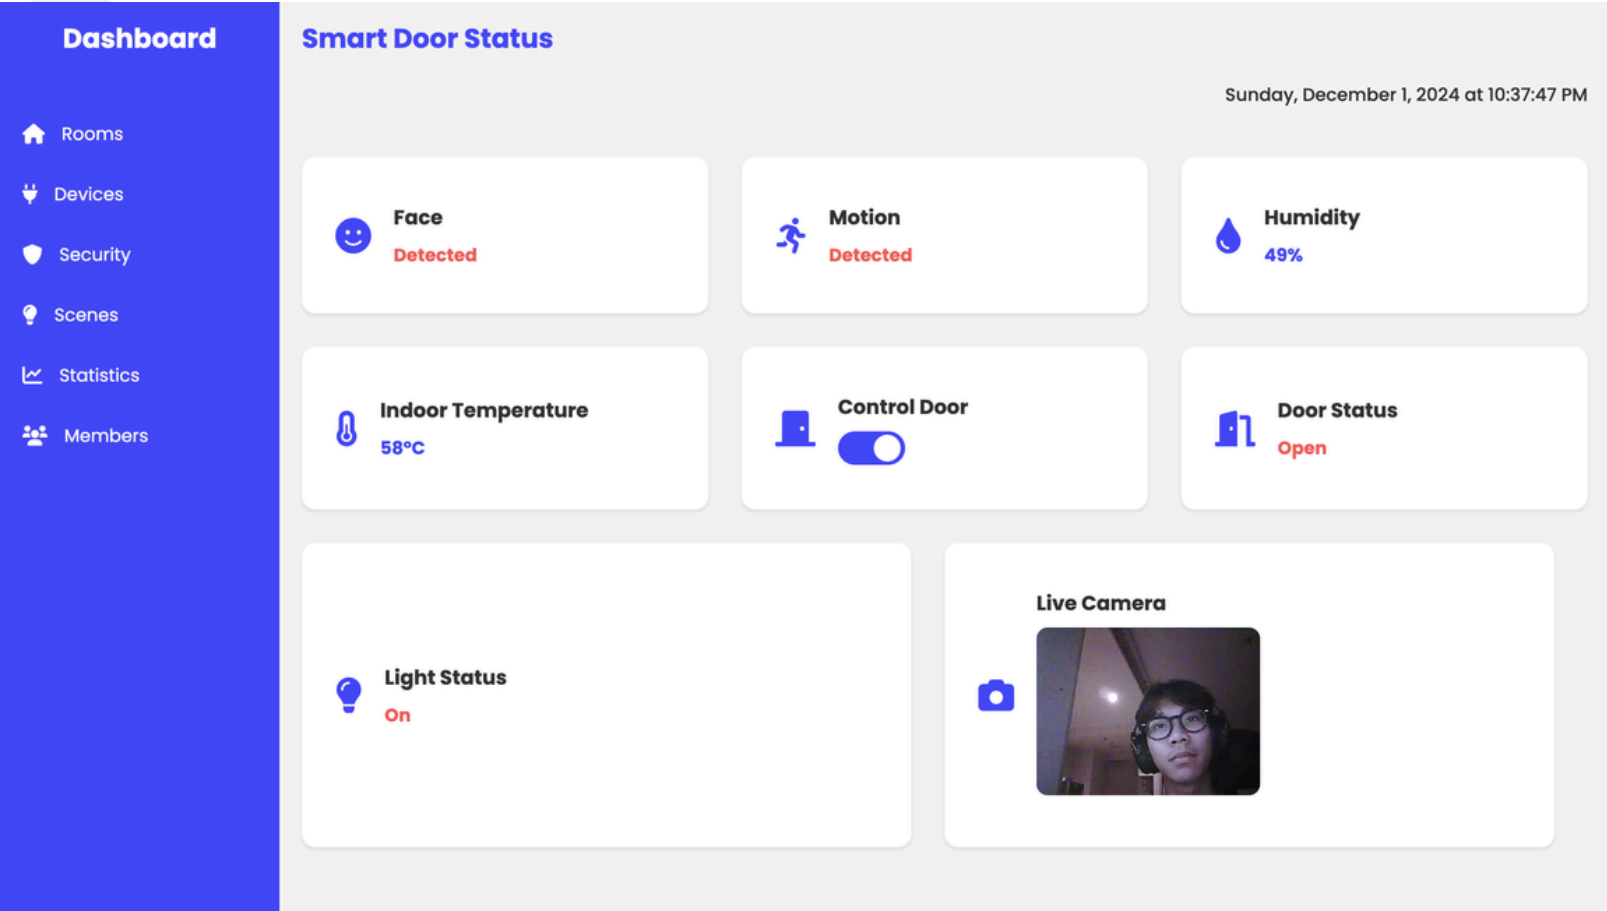 Dashboard
Rooms
Devices
Security
Scenes
Statistics
Members
Smart Door Status
Sunday, December 1, 2024 at 10:37:47 PM
Face
Detected
Motion
Detected
Humidity
49%
Indoor Temperature
58°C
Control Door
Door Status
Open
Light Status
On
Live Camera